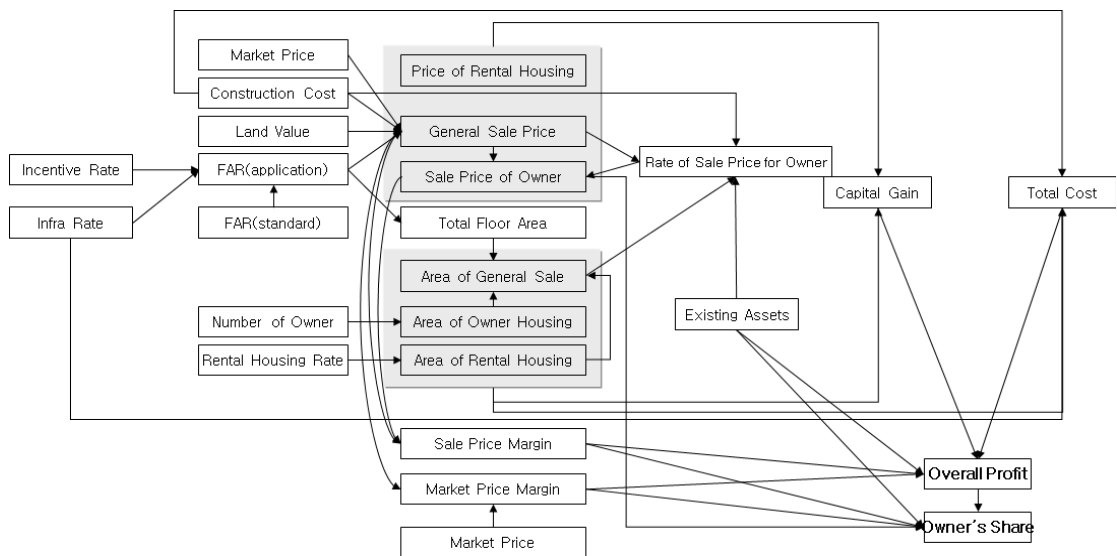 Market Price
Price of Rental Housing
Construction Cost
Land Value
General Sale Price
Incentive Rate
FAR(application)
Rate of Sale Price for Owner
Sale Price of Owner
Capital Gain
Total Cost
Infra Rate
FAR(standard)
Total Floor Area
Area of General Sale
Number of Owner
Area of Owner Housing
Existing Assets
Rental Housing Rate
Area of Rental Housing
Sale Price Margin
Overall Profit
Market Price Margin
Owner's Share
Market Price